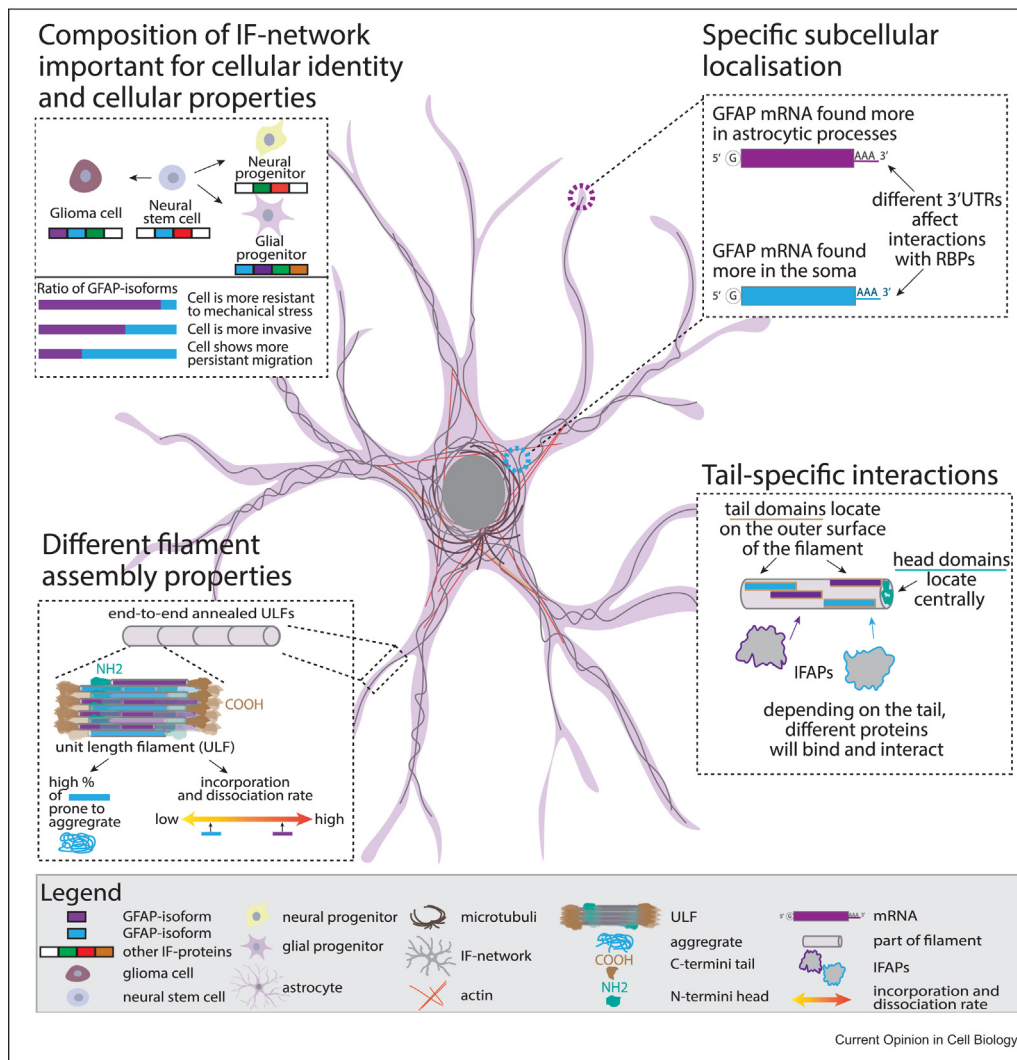 Composition of IF-network
important for cellular identity
and cellular properties
Glioma cell
Neural
stem cell
Neural
progenitor
Glial
progenitor
Ratio of GFAP-isoforms
Cell is more resistant
to mechanical stress
Cell is more invasive
Cell shows more
persistant migration
Specific subcellular
localisation
GFAP mRNA found more
in astrocytic processes
5' G AAA 3'
different 3'UTRs
affect
interactions
with RBPs
GFAP mRNA found
more in the soma
5' G AAA 3'
Different filament
assembly properties
end-to-end annealed ULFs
NH2
COOH
unit length filament (ULF)
high %
of
prone to
aggregrate
incorporation
and dissociation rate
low high
Tail-specific interactions
tail domains locate
on the outer surface
of the filament
head domains
locate
centrally
IFAPs
depending on the tail,
different proteins
will bind and interact
Legend
GFAP-isoform
GFAP-isoform
other IF-proteins
glioma cell
neural stem cell
neural progenitor
glial progenitor
astrocyte
microtubuli
IF-network
actin
ULF
aggregate
COOH
C-termini tail
NH2
N-termini head
5' G AAA 3'
mRNA
part of filament
IFAPs
incorporation and
dissociation rate
Current Opinion in Cell Biology